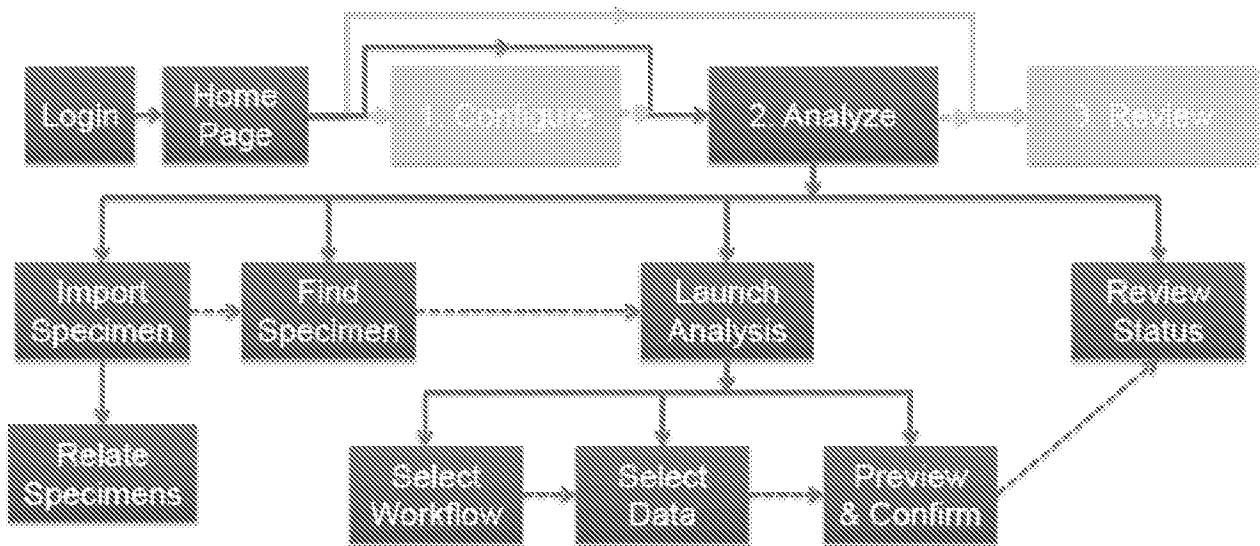 Login
Home
Page
1. Configure
2. Analyze
3. Review
Import
Specimen
Find
Specimen
Launch
Analysis
Review
Status
Relate
Specimens
Select
Workflow
Select
Data
Preview
& Confirm